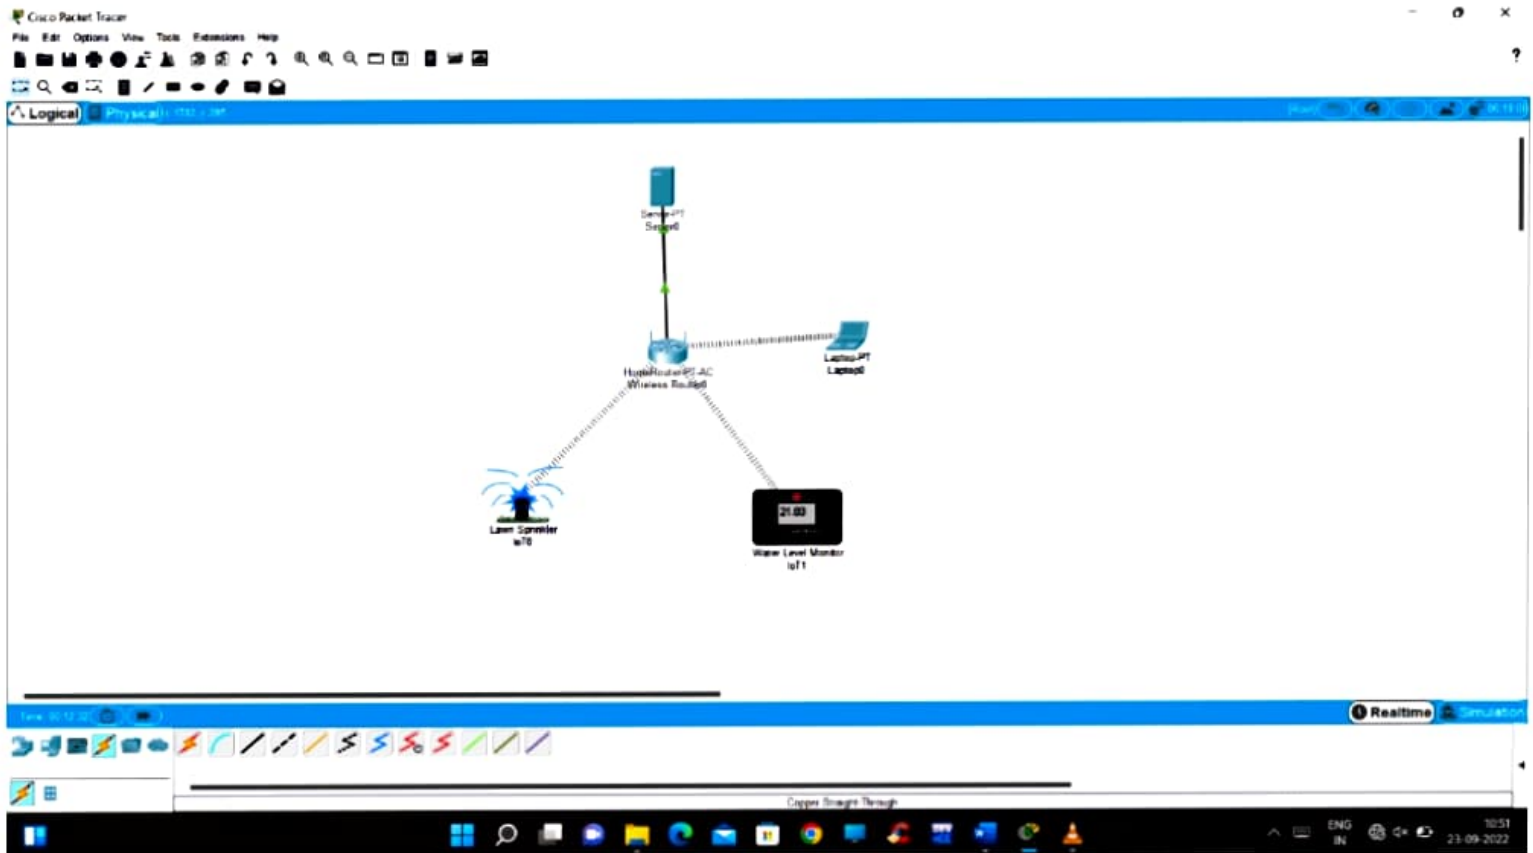 Cisco Packet Tracer
File Edit Options View Tools Extensions Help
?
Logical
Physical
Server-PT
Server0
Laptop-PT
Laptop0
HomeRouter-PT-AC
Wireless Router0
Lawn Sprinkler
IoT0
21.03
Water Level Monitor
IoT1
Realtime
Simulation
Copper Straight-Through
ENG
IN
10:51
23-09-2022